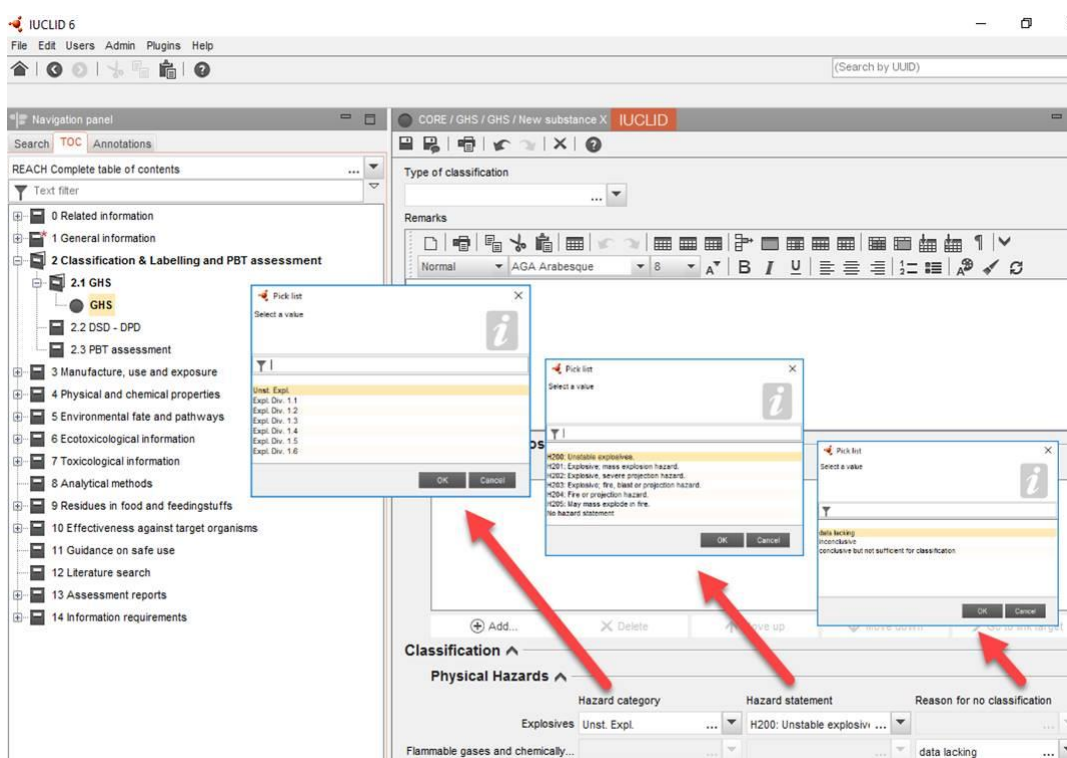 IUCLID 6
File Edit Users Admin Plugins Help
(Search by UUID)
Navigation panel
CORE / GHS / GHS / New substance X IUCLID
Search TOC Annotations
REACH Complete table of contents ...
Text filter
Type of classification
...
Remarks
Normal AGA Arabesque 8
0 Related information
1 General information
2 Classification & Labelling and PBT assessment
2.1 GHS
GHS
2.2 DSD - DPD
2.3 PBT assessment
3 Manufacture, use and exposure
4 Physical and chemical properties
5 Environmental fate and pathways
6 Ecotoxicological information
7 Toxicological information
8 Analytical methods
9 Residues in food and feedingstuffs
10 Effectiveness against target organisms
11 Guidance on safe use
12 Literature search
13 Assessment reports
14 Information requirements
Pick list
Select a value
Unst. Expl.
Expl. Div. 1.1
Expl. Div. 1.2
Expl. Div. 1.3
Expl. Div. 1.4
Expl. Div. 1.5
Expl. Div. 1.6
OK Cancel
Pick list
Select a value
H200: Unstable explosives.
H201: Explosive; mass explosion hazard.
H202: Explosive, severe projection hazard.
H203: Explosive; fire, blast or projection hazard.
H204: Fire or projection hazard.
H205: May mass explode in fire.
No hazard statement
OK Cancel
Pick list
Select a value
data lacking
inconclusive
conclusive but not sufficient for classification
OK Cancel
Add... Delete
Classification
Physical Hazards
Hazard category Hazard statement Reason for no classification
Explosives Unst. Expl. ... H200: Unstable explosiv ...
Flammable gases and chemically... data lacking ...